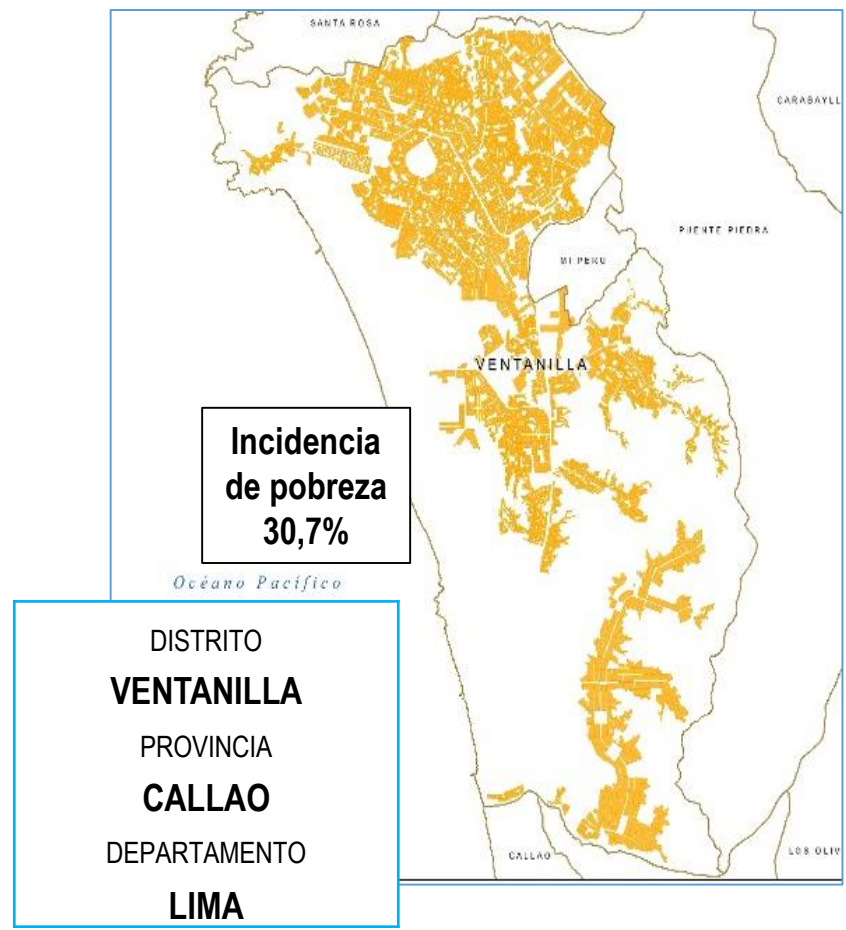 SANTA ROSA
CARABAYLL
PUENTE PIEDRA
MI PERU
VENTANILLA
Incidencia
de pobreza
30,7%
Océano Pacífico
DISTRITO
VENTANILLA
PROVINCIA
CALLAO
DEPARTAMENTO
LIMA
CALLAO
LOS OLIV